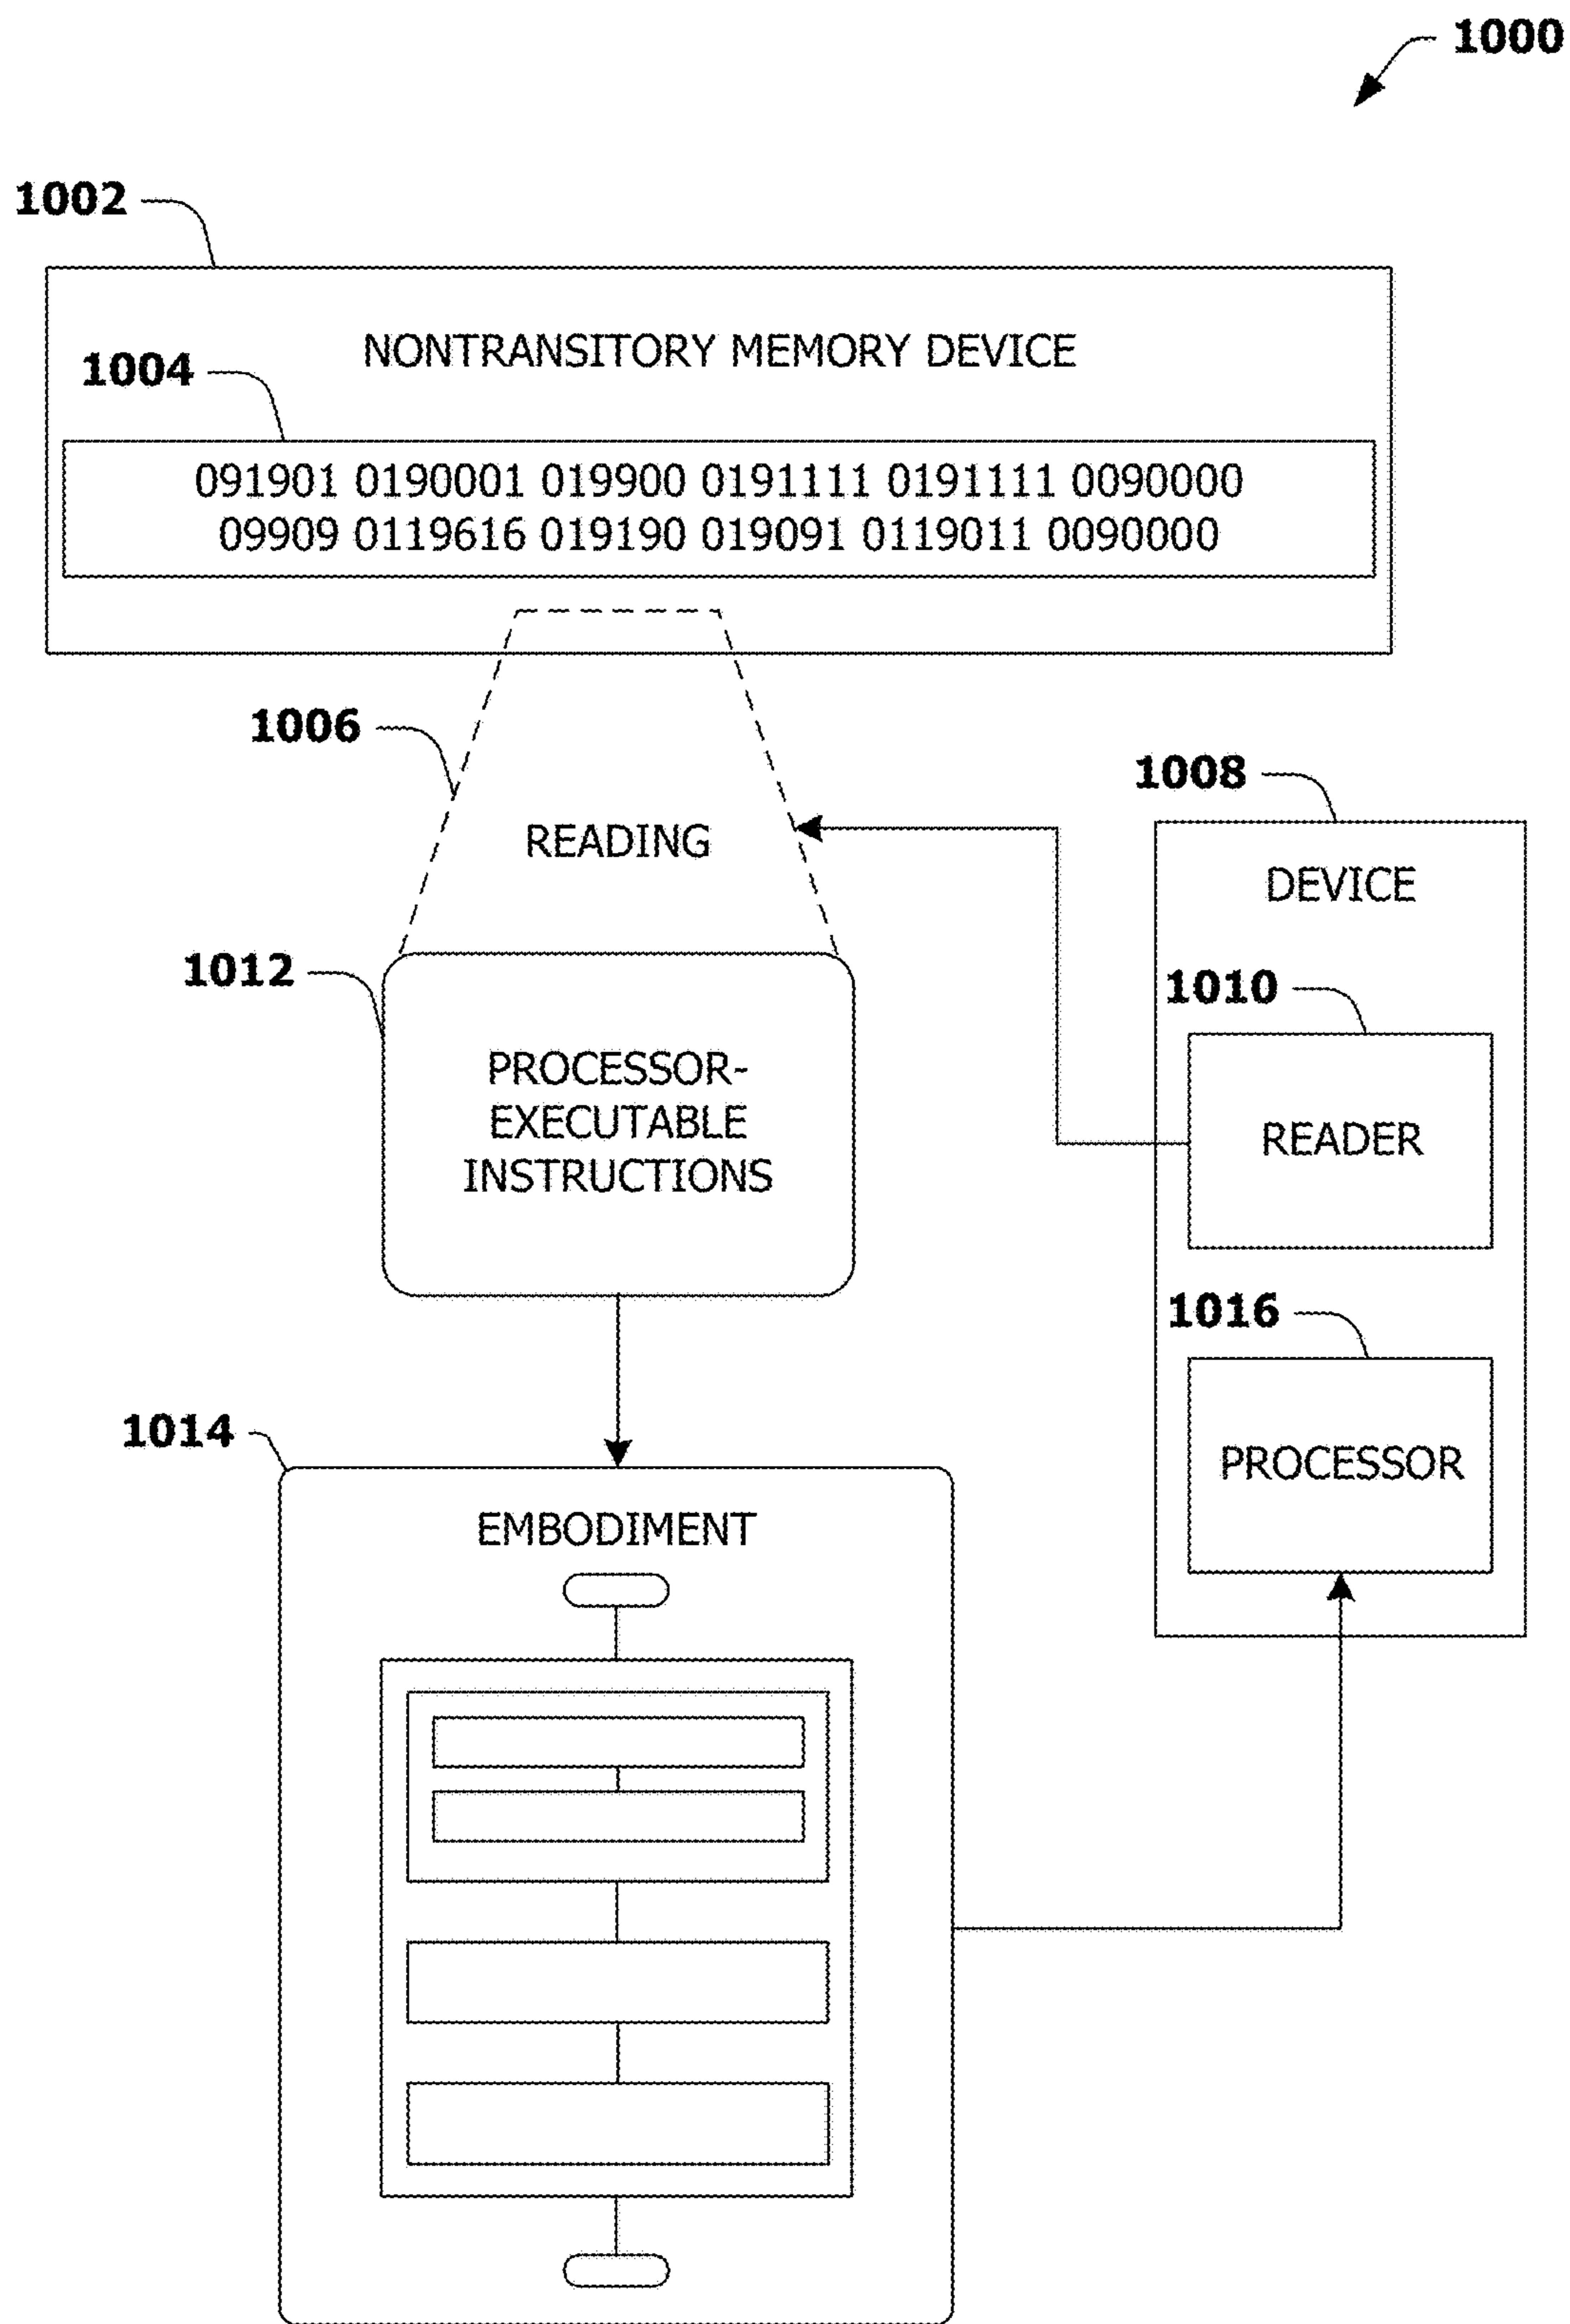 1000
1002
NONTRANSITORY MEMORY DEVICE
1004
091901 0190001 019900 0191111 0191111 0090000
09909 0119616 019190 019091 0119011 0090000
1006
READING
1008
DEVICE
1012
PROCESSOR-
EXECUTABLE
INSTRUCTIONS
1010
READER
1016
PROCESSOR
1014
EMBODIMENT